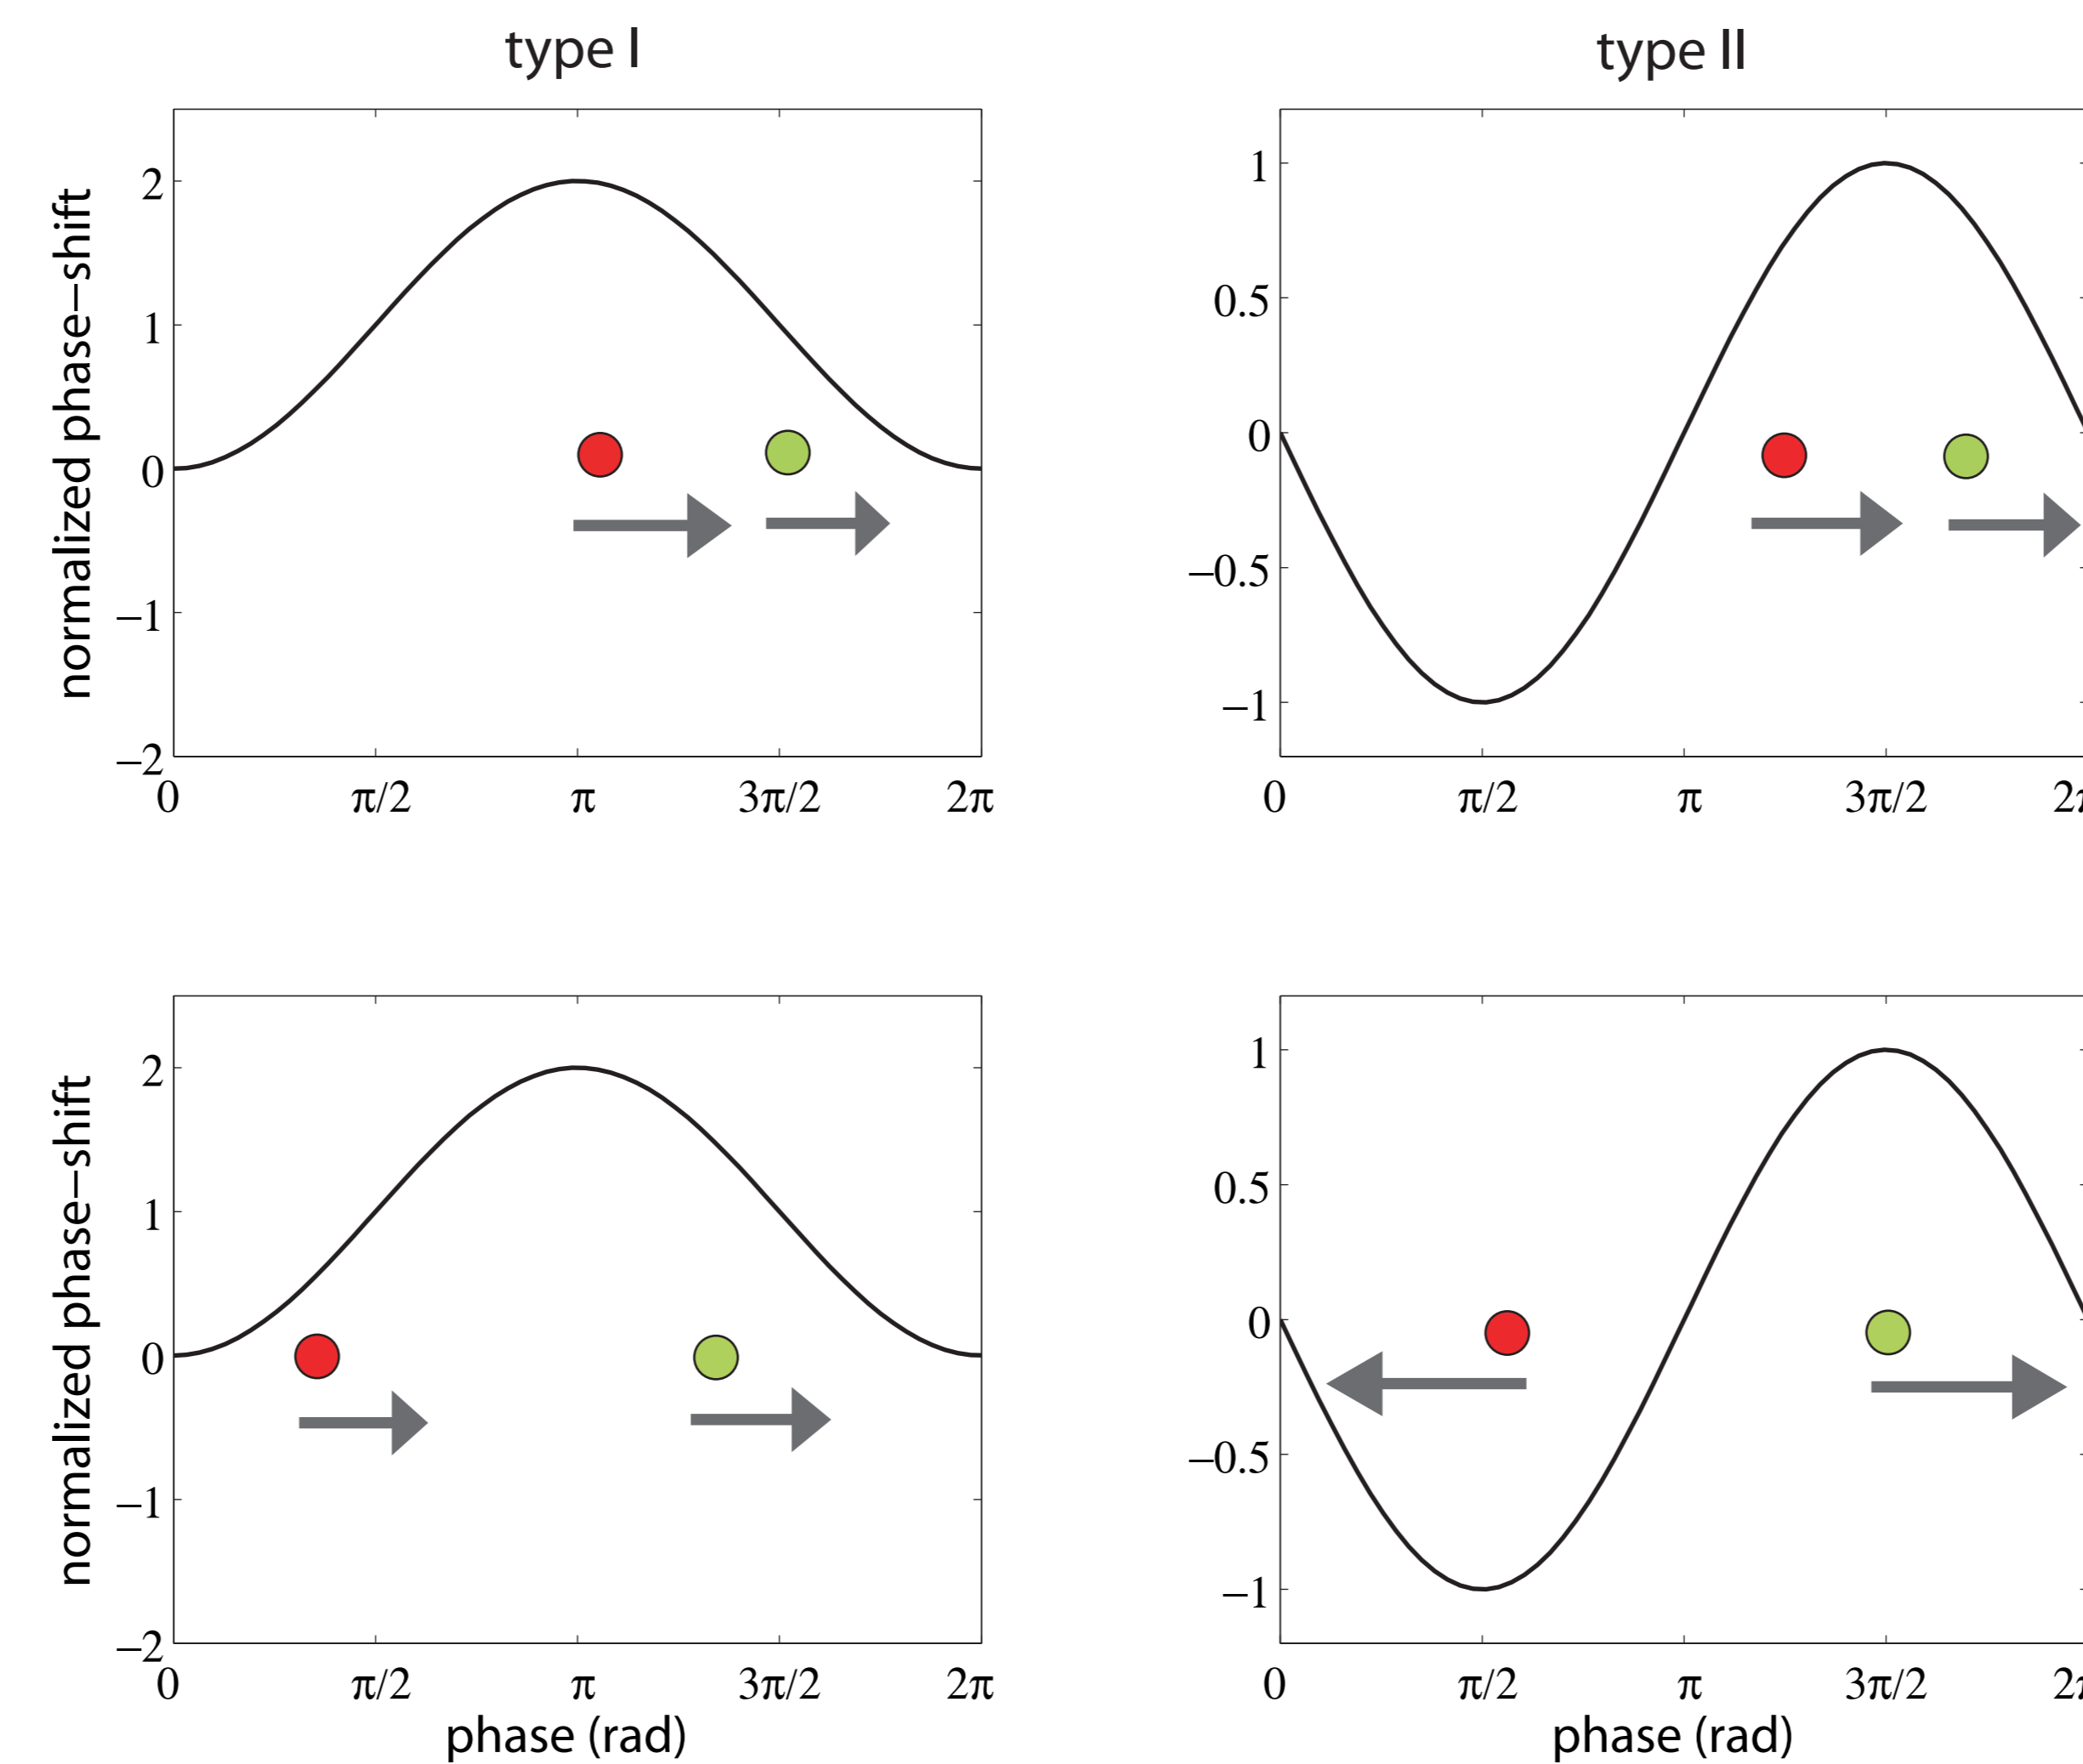 type I
type II
normalized phase–shift
2
1
0
−1
−2
0 π/2 π 3π/2 2π
1
0.5
0
−0.5
−1
0 π/2 π 3π/2
normalized phase–shift
2
1
0
−1
−2
0 π/2 π 3π/2 2π
phase (rad)
1
0.5
0
−0.5
−1
0 π/2 π 3π/2
phase (rad)